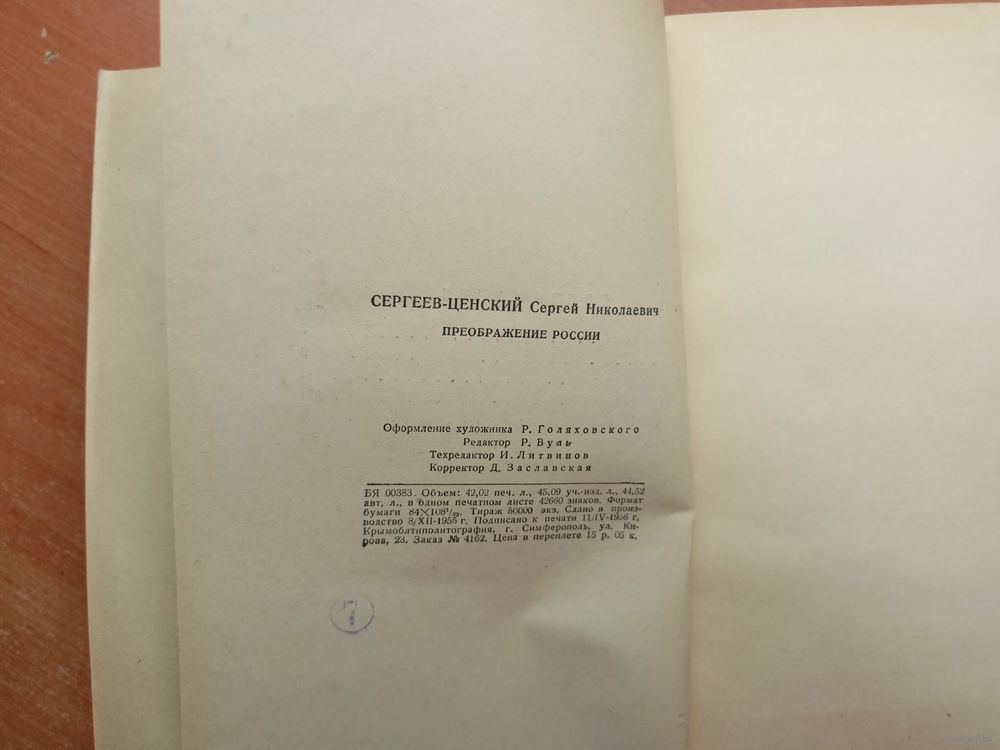 СЕРГЕЕВ-ЦЕНСКИЙ Сергей Николаевич
ПРЕОБРАЖЕНИЕ РОССИИ
Оформление художника Р. Голяховского
Редактор Р. Вуль
Техредактор И. Литвинов
Корректор Д. Заславская
БЯ 00383. Объем: 42,02 печ. л., 45,09 уч.-изд. л., 44,52
авт. л., в одном печатном листе 42660 знаков. Формат
бумаги 84×108¹/₃₂. Тираж 50000 экз. Сдано в произ-
водство 8/XII-1955 г. Подписано к печати 11/IV-1956 г.
Крымоблтиполитография, г. Симферополь, ул. Ки-
рова, 23. Заказ № 4162. Цена в переплете 15 р. 05 к.
7